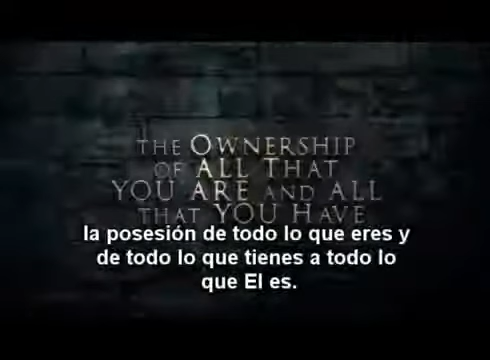 THE OWNERSHIP
OF ALL THAT
YOU ARE AND ALL
THAT YOU HAVE
la posesión de todo lo que eres y
de todo lo que tienes a todo lo
que El es.